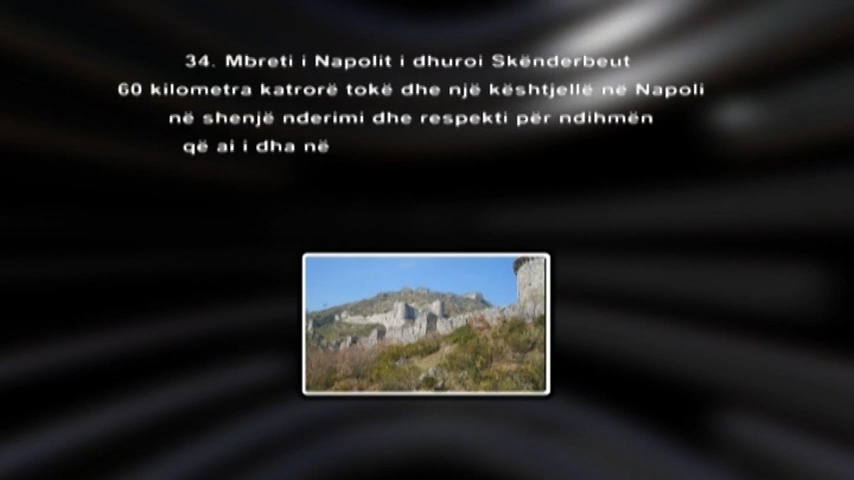 34. Mbreti i Napolit i dhuroi Skënderbeut
60 kilometra katrorë tokë dhe një kështjellë në Napoli
në shenjë nderimi dhe respekti për ndihmën
që ai i dha në